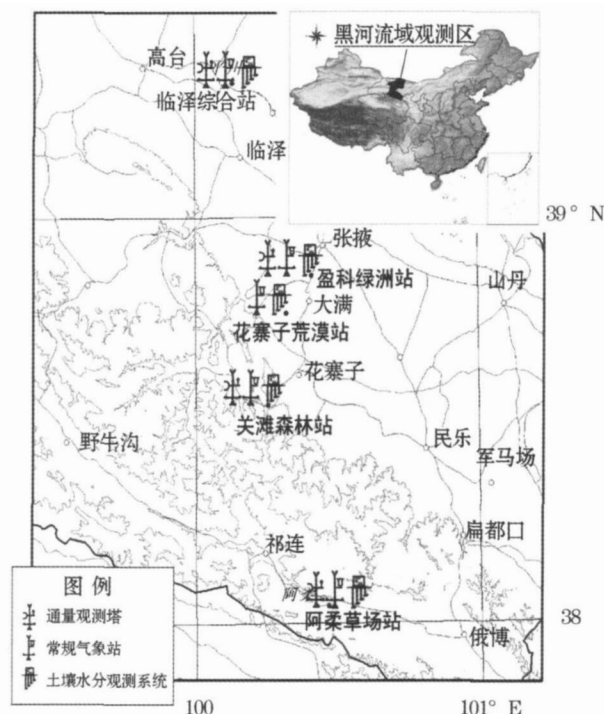 黑河流域观测区
高台
临泽综合站
临泽
39° N
张掖
盈科绿洲站
山丹
大满
花寨子荒漠站
花寨子
关滩森林站
野牛沟
民乐
军马场
扁都口
祁连
阿柔草场站
38
俄博
图例
通量观测塔
常规气象站
土壤水分观测系统
100
101° E